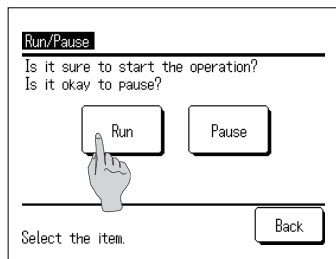 Run/Pause
Is it sure to start the operation?
Is it okay to pause?
Run
Pause
Select the item.
Back